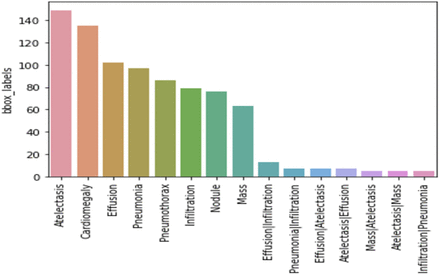 bbox_labels
140
120
100
80
60
40
20
0
Atelectasis
Cardiomegaly
Effusion
Pneumonia
Pneumothorax
Infiltration
Nodule
Mass
Effusion|Infiltration
Pneumonia|Infiltration
Effusion|Atelectasis
Atelectasis|Effusion
Mass|Atelectasis
Atelectasis|Mass
Infiltration|Pneumonia